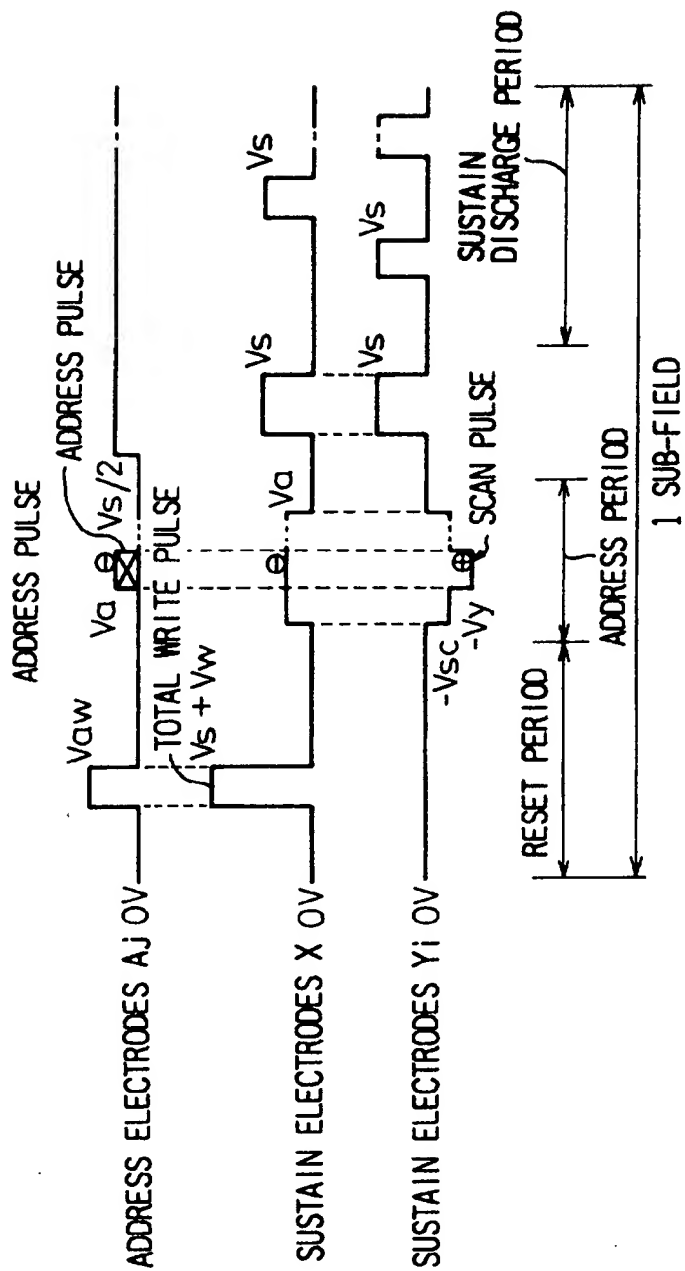 ADDRESS PULSE
ADDRESS PULSE
ADDRESS ELECTRODES Aj 0V
Vaw
Va
⊖
Vs/2
TOTAL WRITE PULSE
Vs + Vw
SUSTAIN ELECTRODES X 0V
⊖
Va
Vs
Vs
SUSTAIN ELECTRODES Yi 0V
-Vsc
-Vy
⊕
SCAN PULSE
Vs
Vs
RESET PERIOD
ADDRESS PERIOD
SUSTAIN
DISCHARGE PERIOD
1 SUB-FIELD